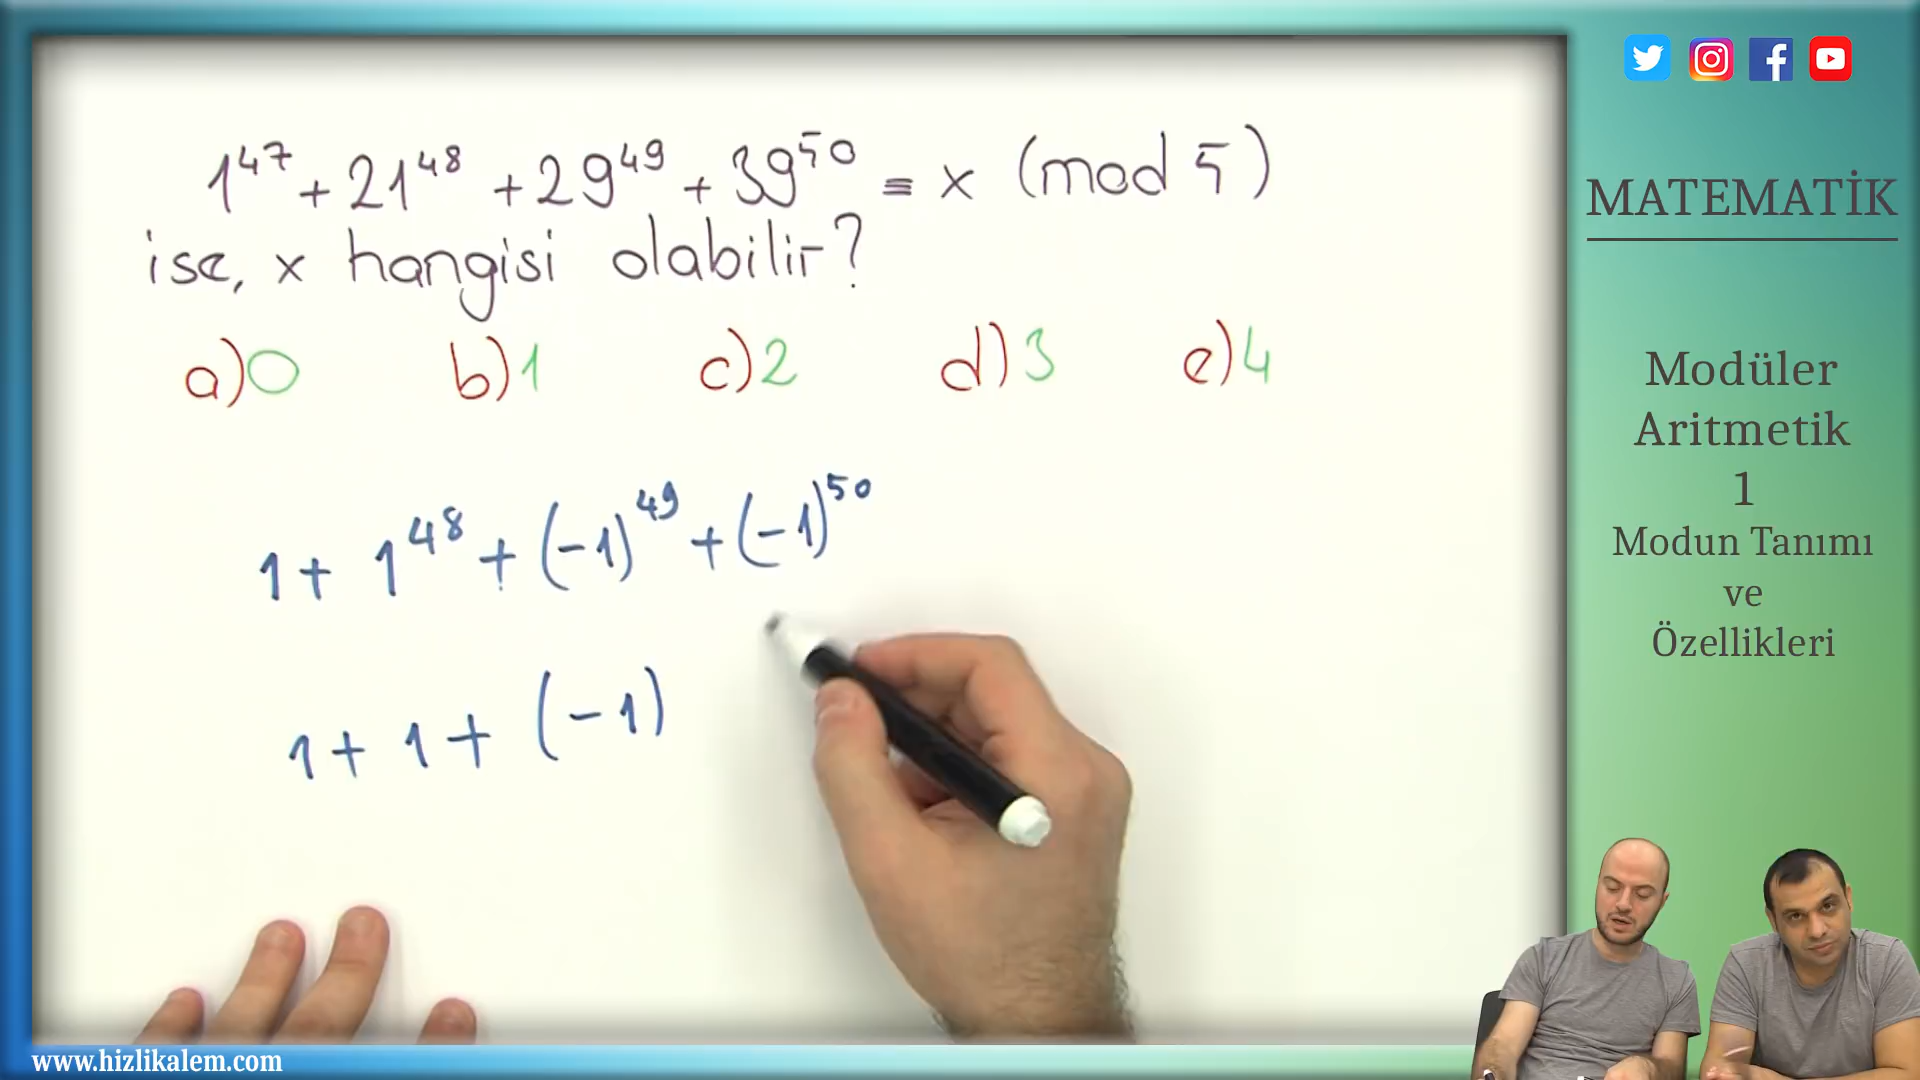 1⁴⁷ + 21⁴⁸ + 29⁴⁹ + 39⁵⁰ ≡ x (mod 5)
ise, x hangisi olabilir?
a) 0 b) 1 c) 2 d) 3 e) 4
1 + 1⁴⁸ + (-1)⁴⁹ + (-1)⁵⁰
1 + 1 + (-1)
MATEMATİK
Modüler
Aritmetik
1
Modun Tanımı
ve
Özellikleri
www.hizlikalem.com